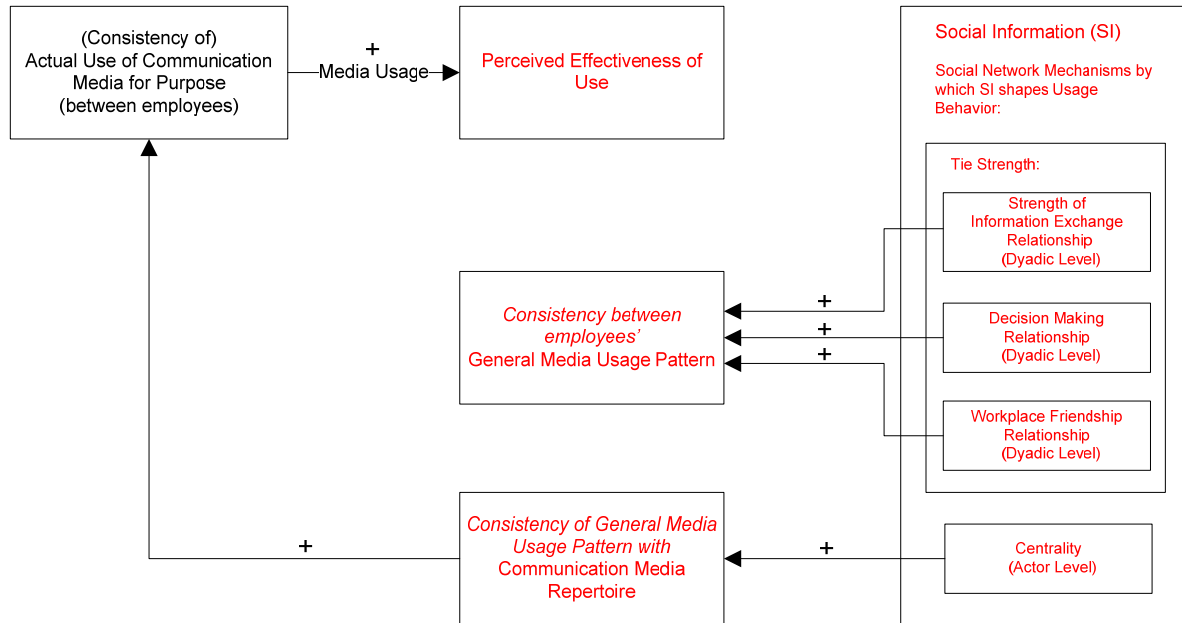 (Consistency of)
Actual Use of Communication
Media for Purpose
(between employees)
+
Media Usage
Perceived Effectiveness of
Use
Social Information (SI)
Social Network Mechanisms by
which SI shapes Usage
Behavior:
Tie Strength:
Strength of
Information Exchange
Relationship
(Dyadic Level)
+
Consistency between
employees'
General Media Usage Pattern
+
Decision Making
Relationship
(Dyadic Level)
+
Workplace Friendship
Relationship
(Dyadic Level)
Consistency of General Media
Usage Pattern with
Communication Media
Repertoire
+
+
Centrality
(Actor Level)